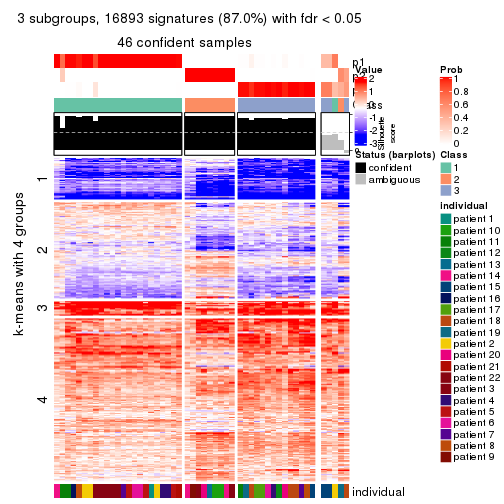 3 subgroups, 16893 signatures (87.0%) with fdr < 0.05
46 confident samples
p1
Value
2
1
0
-1
-2
-3
Silhouette score
Prob
1
0.8
0.6
0.4
0.2
0
Status (barplots)
confident
ambiguous
Class
1
2
3
individual
patient 1
patient 10
patient 11
patient 12
patient 13
patient 14
patient 15
patient 16
patient 17
patient 18
patient 19
patient 2
patient 20
patient 21
patient 22
patient 3
patient 4
patient 5
patient 6
patient 7
patient 8
patient 9
k-means with 4 groups
1
2
3
4
individual